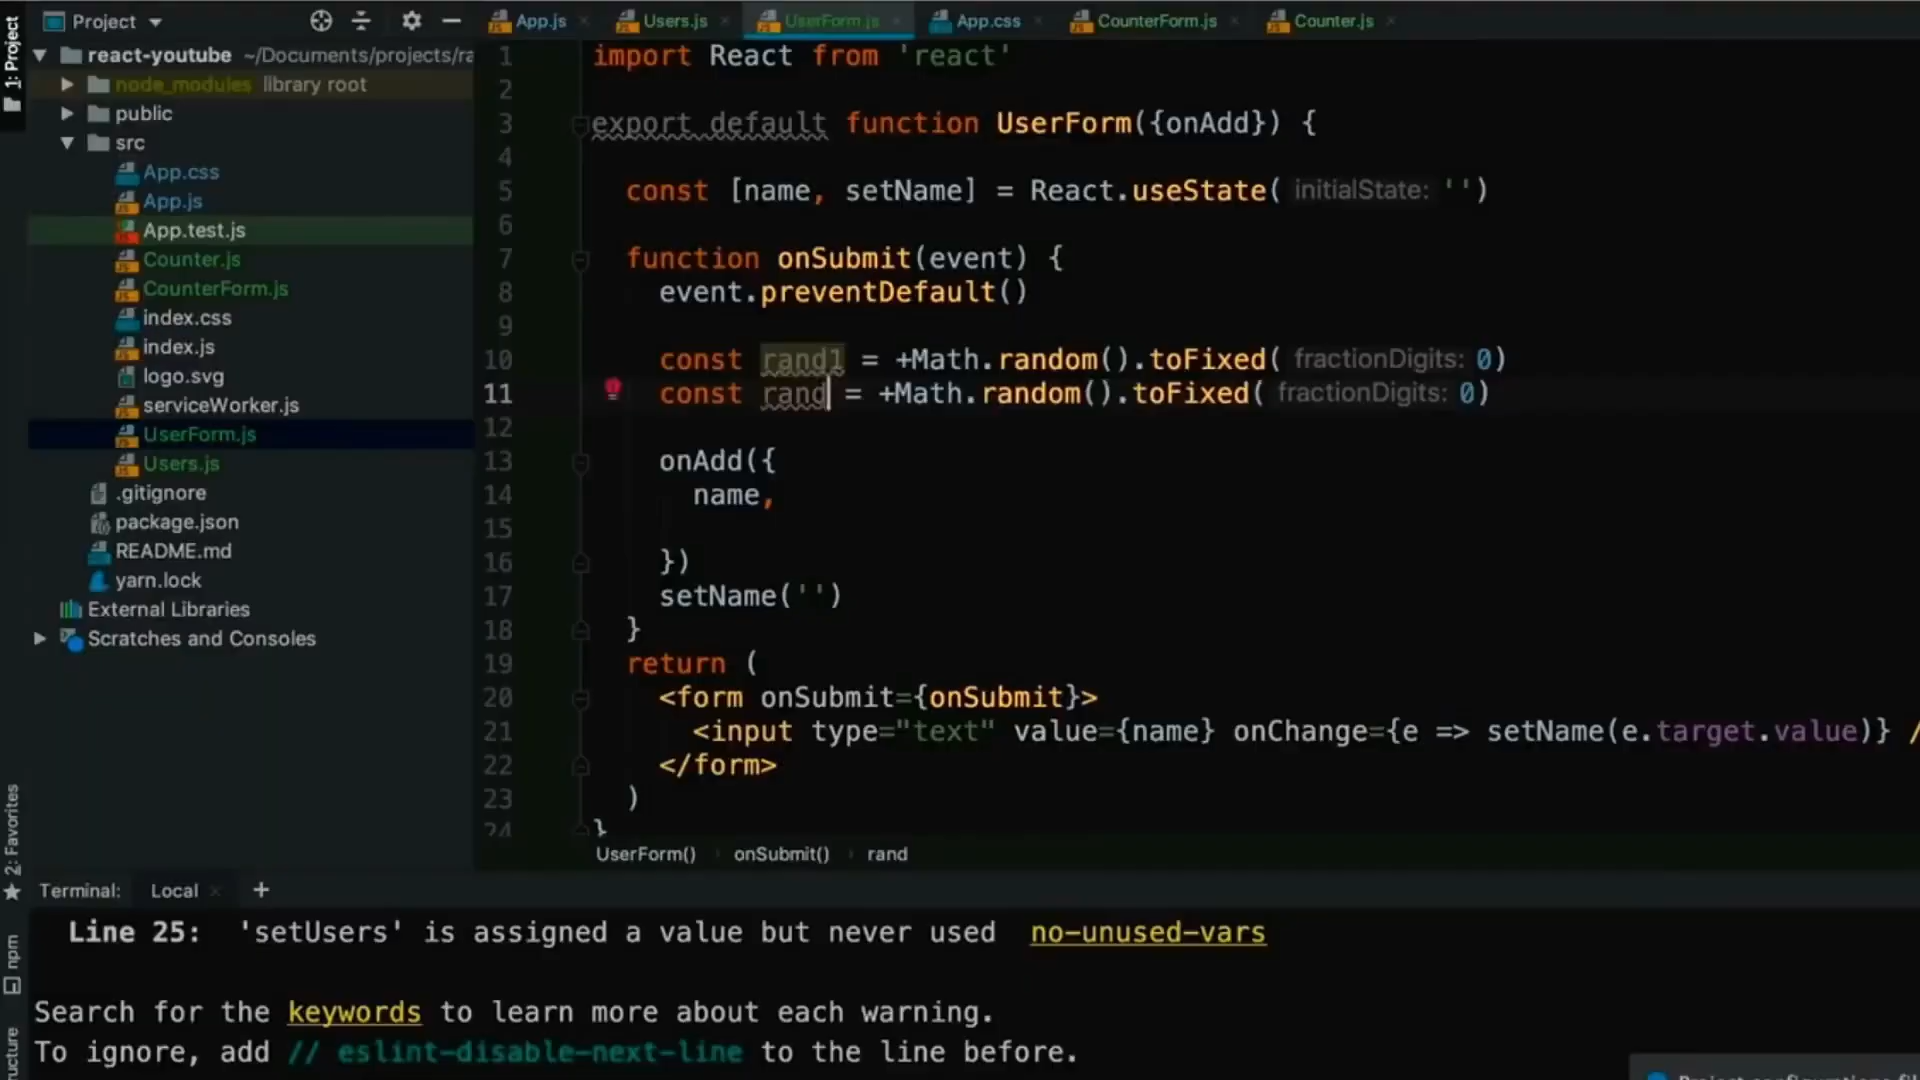 1: Project
Project
react-youtube ~/Documents/projects/ra
node_modules library root
public
src
App.css
App.js
App.test.js
Counter.js
CounterForm.js
index.css
index.js
logo.svg
serviceWorker.js
UserForm.js
Users.js
.gitignore
package.json
README.md
yarn.lock
External Libraries
Scratches and Consoles
App.js Users.js UserForm.js App.css CounterForm.js Counter.js
1 import React from 'react'
2
3 export default function UserForm({onAdd}) {
4
5 const [name, setName] = React.useState( initialState: '')
6
7 function onSubmit(event) {
8 event.preventDefault()
9
10 const rand1 = +Math.random().toFixed( fractionDigits: 0)
11 const rand = +Math.random().toFixed( fractionDigits: 0)
12
13 onAdd({
14 name,
15
16 })
17 setName('')
18 }
19 return (
20 <form onSubmit={onSubmit}>
21 <input type="text" value={name} onChange={e => setName(e.target.value)} /
22 </form>
23 )
24 }
UserForm() onSubmit() rand
2: Favorites
npm
Terminal: Local +
Line 25: 'setUsers' is assigned a value but never used no-unused-vars
Search for the keywords to learn more about each warning.
To ignore, add // eslint-disable-next-line to the line before.